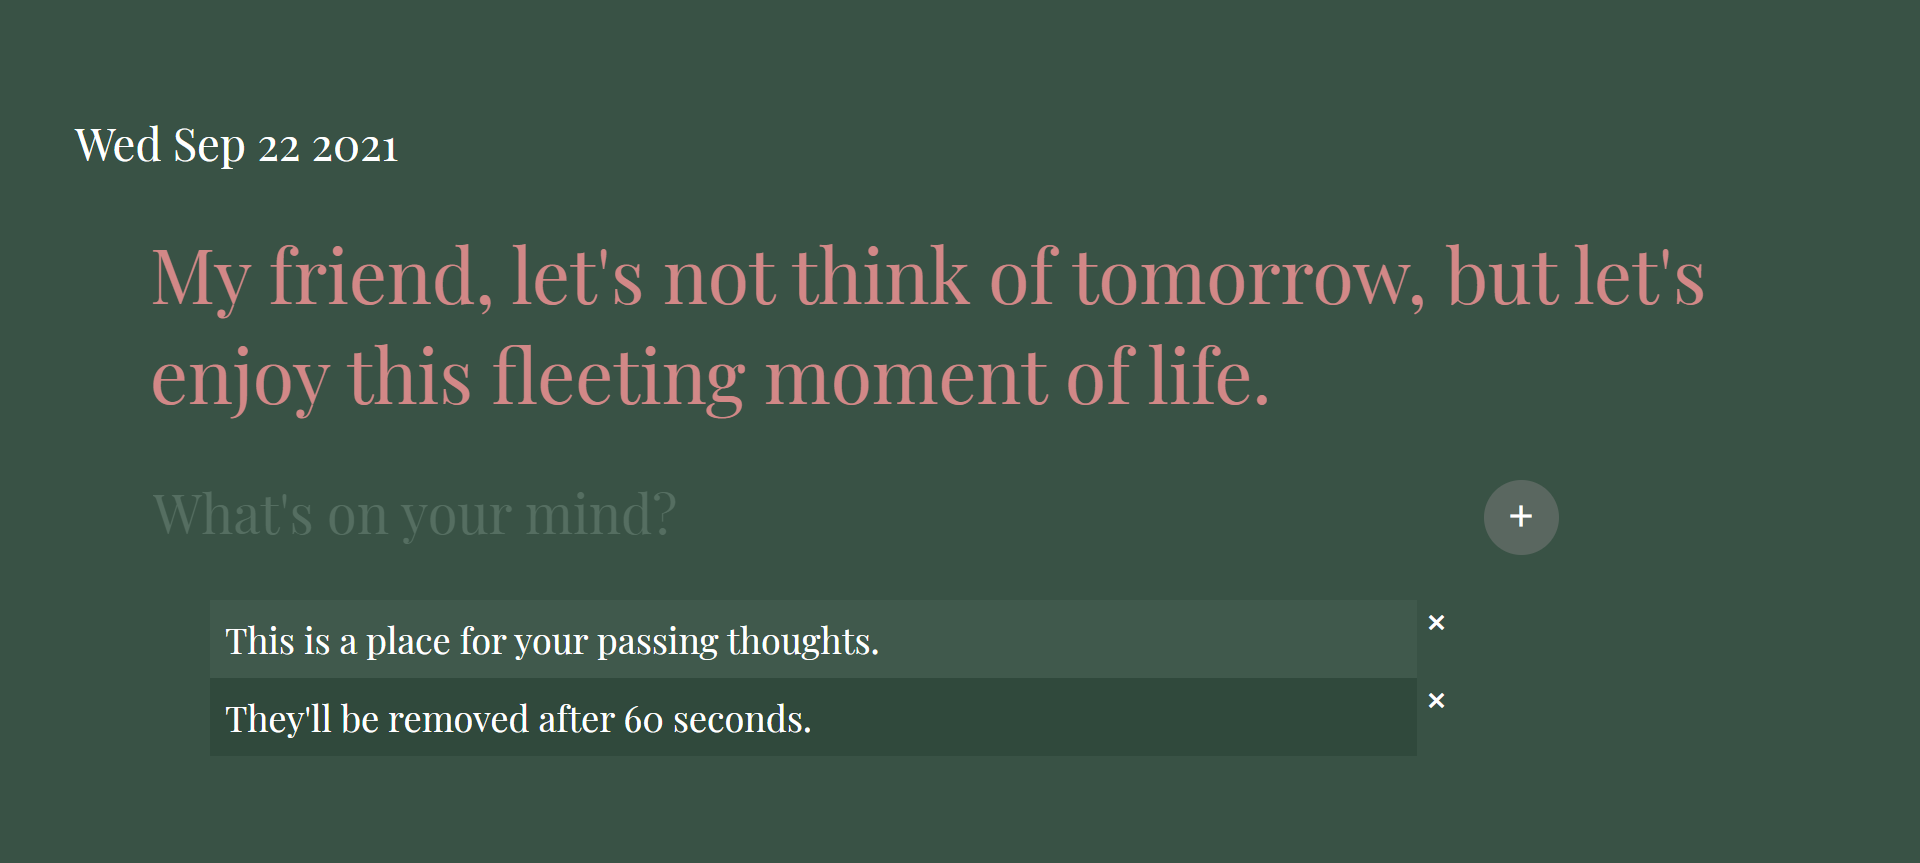 Wed Sep 22 2021
My friend, let's not think of tomorrow, but let's
enjoy this fleeting moment of life.
What's on your mind?
+
This is a place for your passing thoughts.
×
They'll be removed after 60 seconds.
×